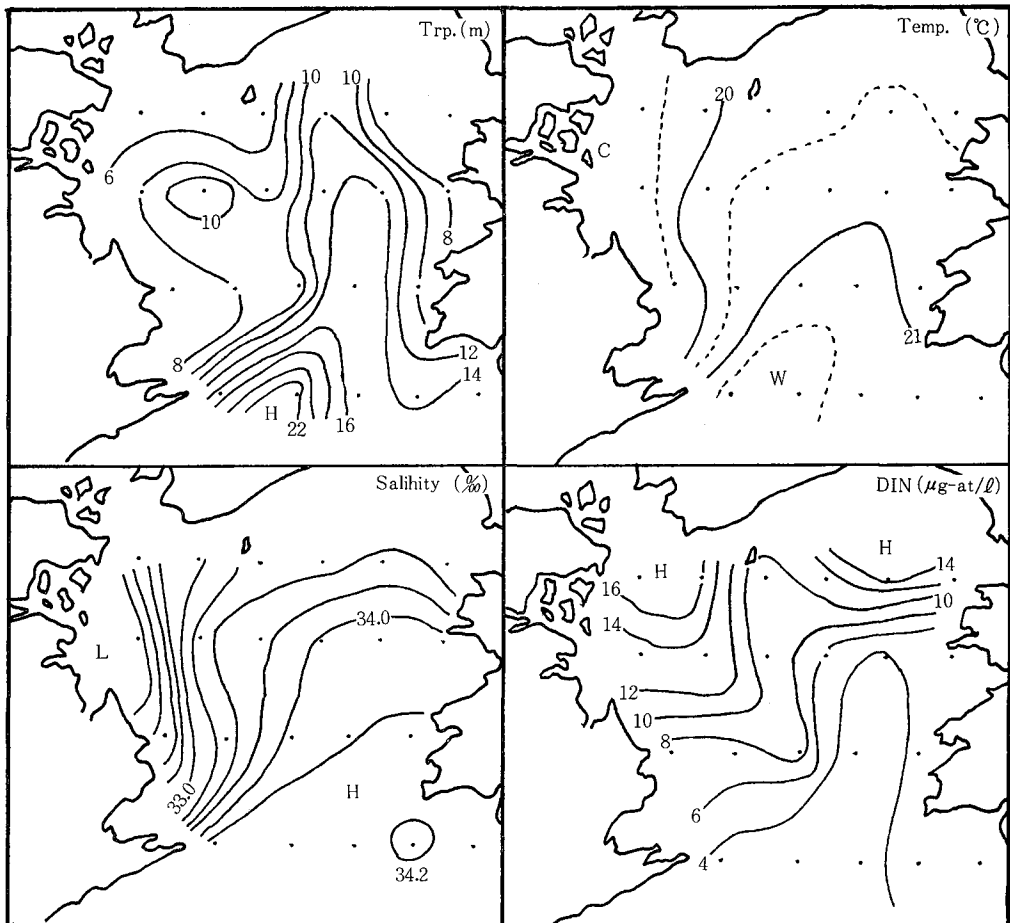 Trp.(m)
10
10
6
10
8
8
12
14
16
22
H
Temp. (℃)
20
C
21
W
Salihity (‰)
34.0
L
33.0
H
34.2
DIN (μg-at/ℓ)
H
H
16
14
14
10
12
10
8
6
4